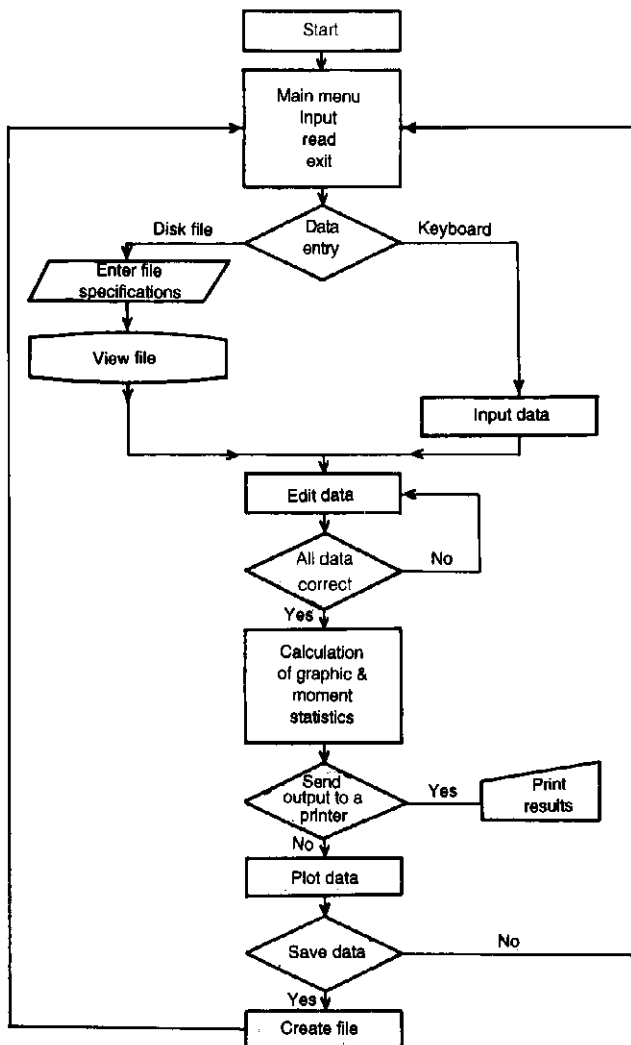 Start
Main menu
Input
read
exit
Data
entry
Disk file
Keyboard
Enter file
specifications
View file
Input data
Edit data
All data
correct
No
Yes
Calculation
of graphic &
moment
statistics
Send
output to a
printer
Yes
Print
results
No
Plot data
Save data
No
Yes
Create file